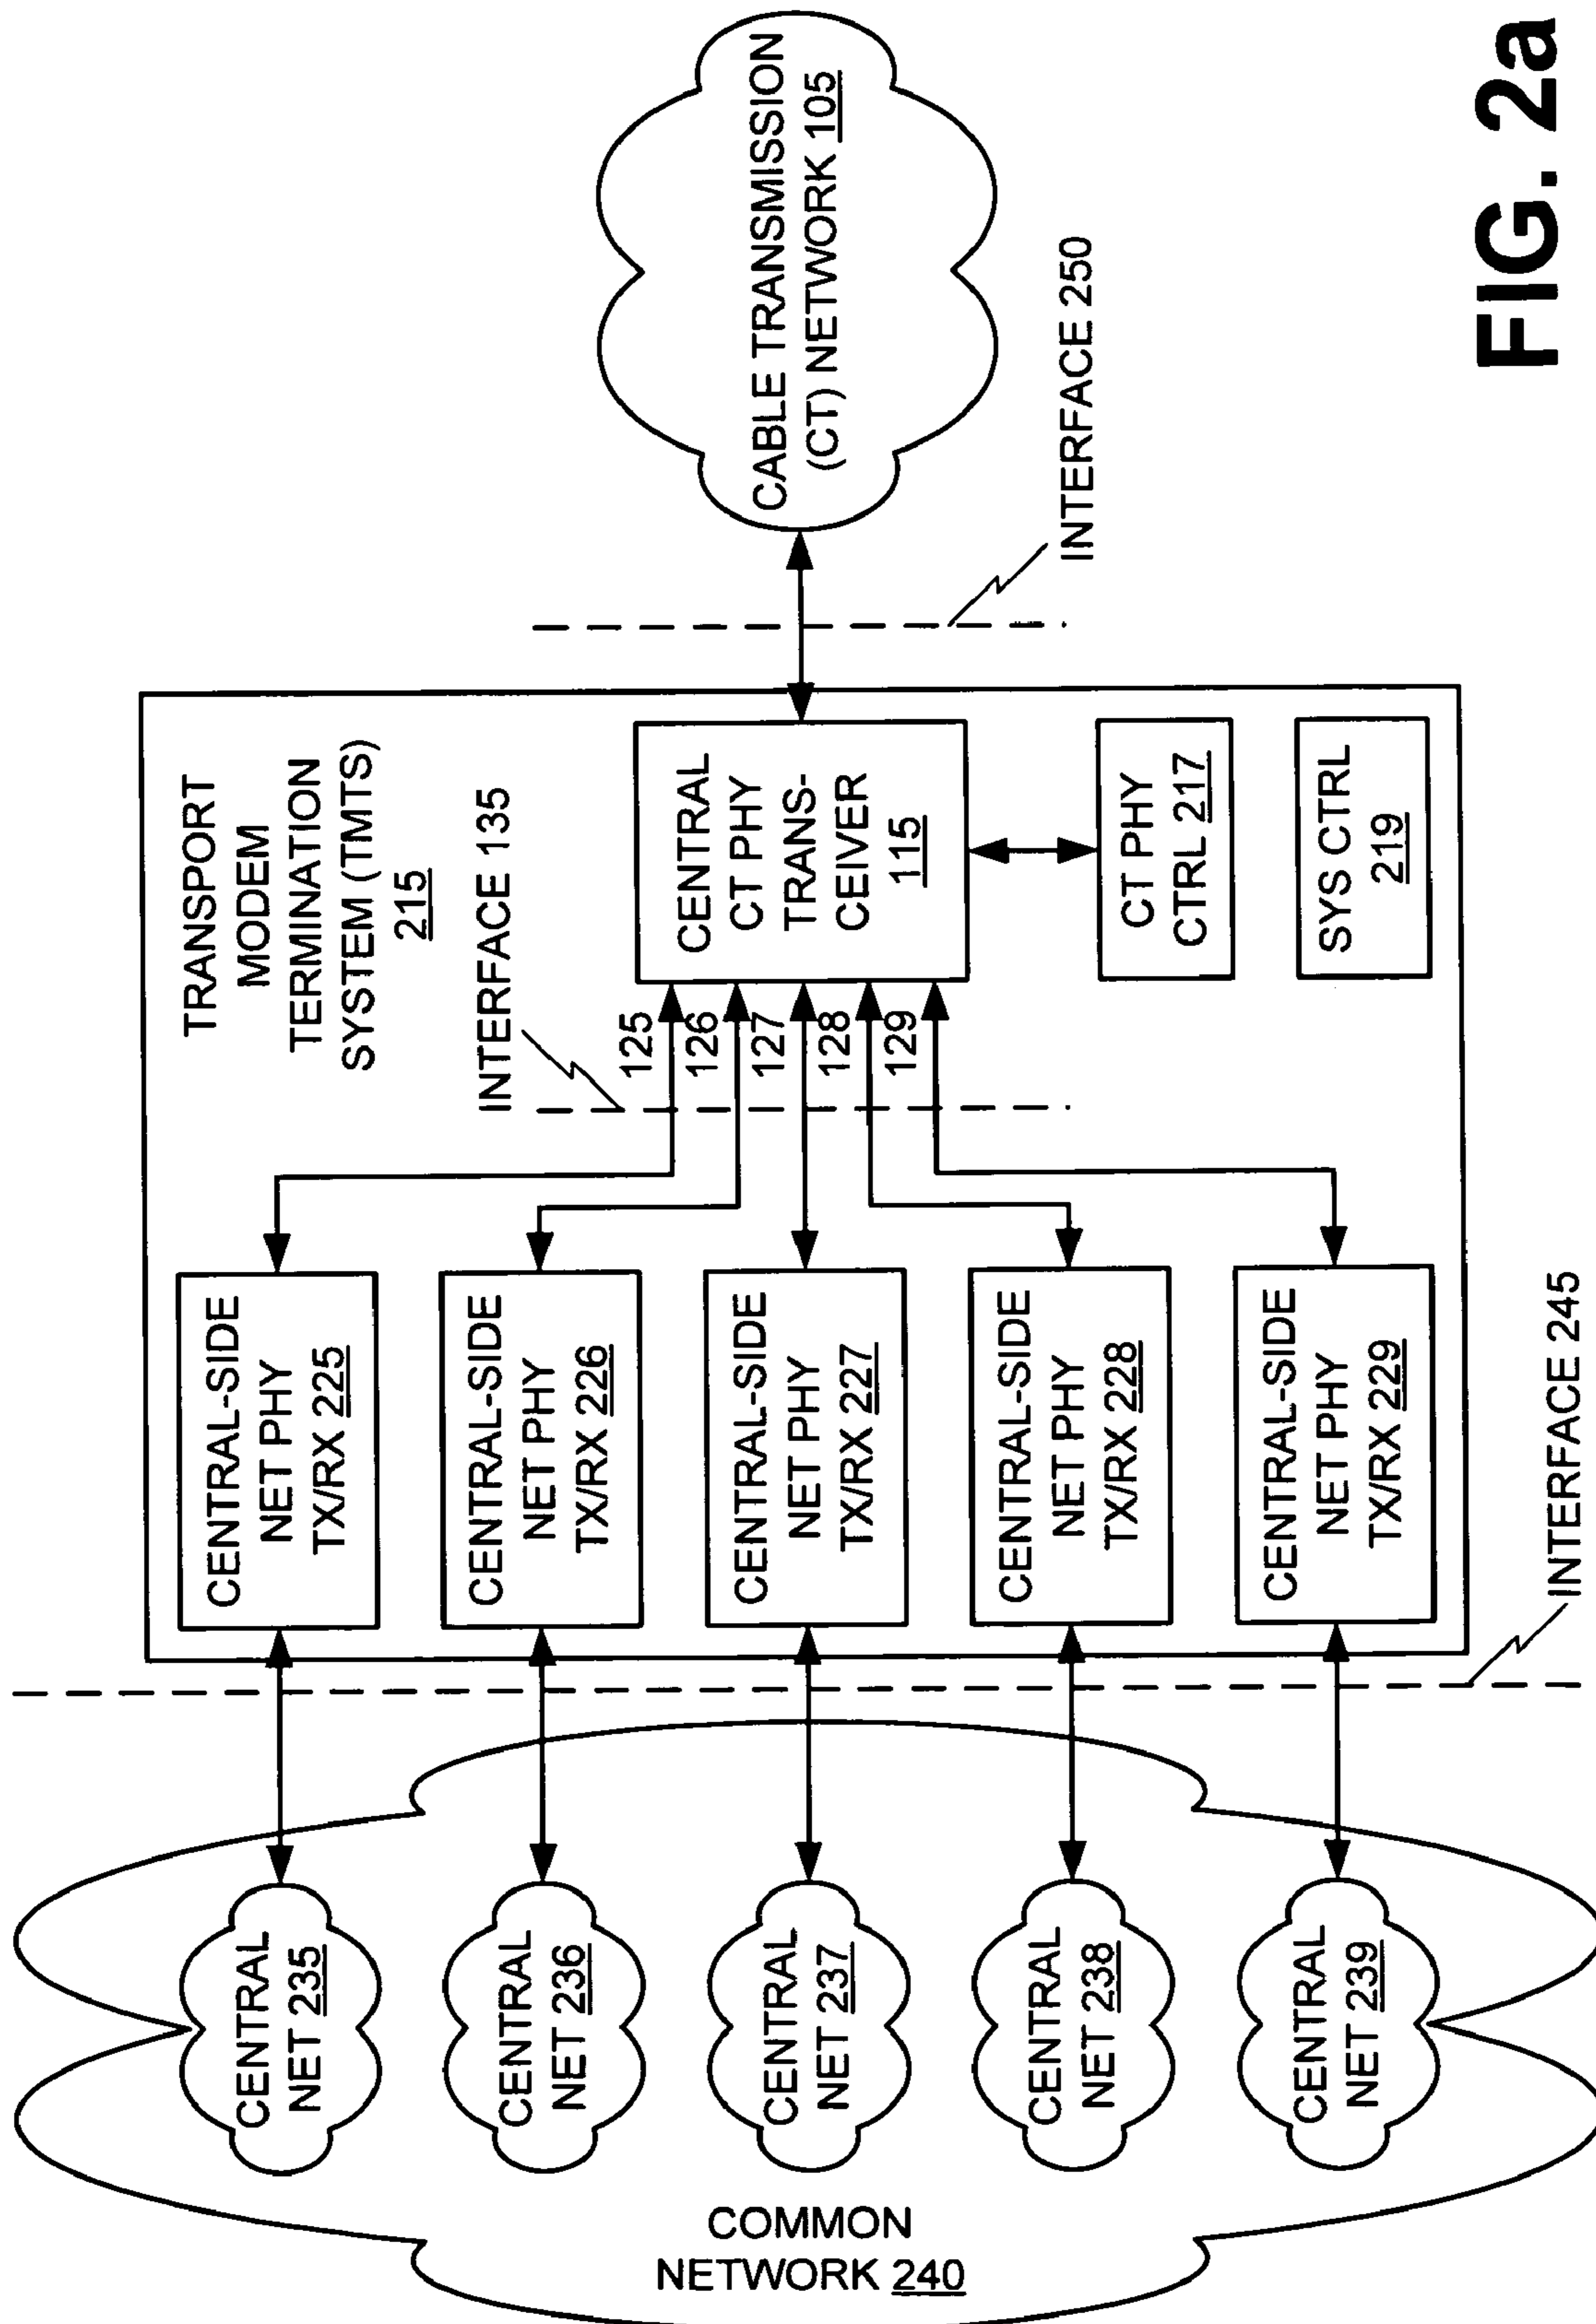 COMMON
NETWORK 240
CENTRAL
NET 235
CENTRAL
NET 236
CENTRAL
NET 237
CENTRAL
NET 238
CENTRAL
NET 239
INTERFACE 245
CENTRAL-SIDE
NET PHY
TX/RX 225
CENTRAL-SIDE
NET PHY
TX/RX 226
CENTRAL-SIDE
NET PHY
TX/RX 227
CENTRAL-SIDE
NET PHY
TX/RX 228
CENTRAL-SIDE
NET PHY
TX/RX 229
TRANSPORT
MODEM
TERMINATION
SYSTEM (TMTS)
215
INTERFACE 135
125
126
127
128
129
CENTRAL
CT PHY
TRANS-
CEIVER
115
CT PHY
CTRL 217
SYS CTRL
219
INTERFACE 250
CABLE TRANSMISSION
(CT) NETWORK 105
FIG. 2a